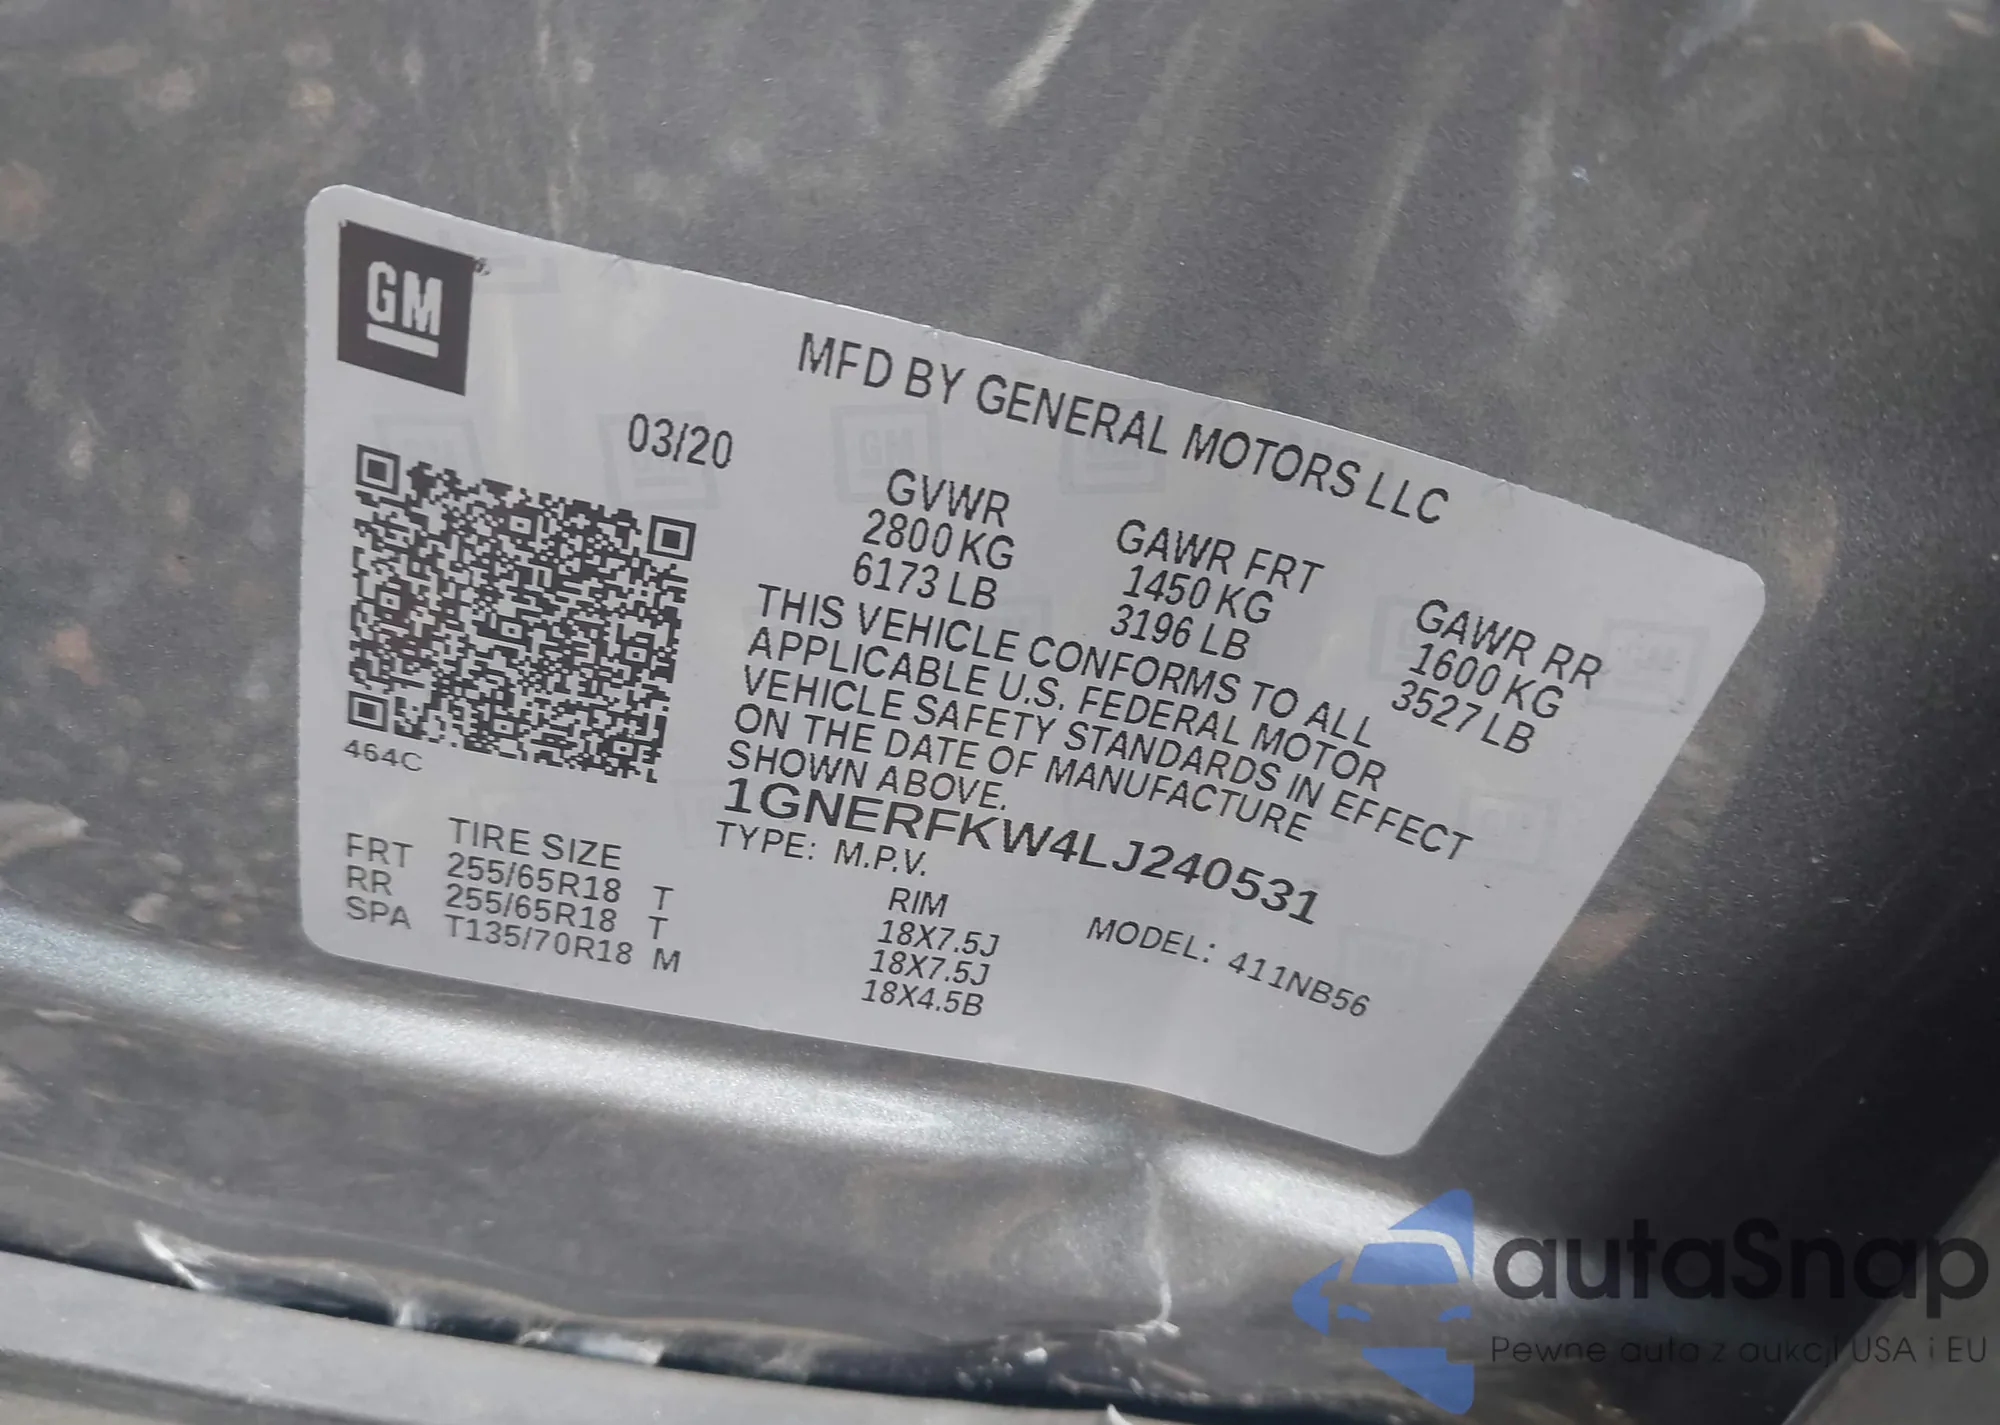 GM
MFD BY GENERAL MOTORS LLC
03/20
GVWR GAWR FRT GAWR RR
2800 KG 1450 KG 1600 KG
6173 LB 3196 LB 3527 LB
THIS VEHICLE CONFORMS TO ALL
APPLICABLE U.S. FEDERAL MOTOR
VEHICLE SAFETY STANDARDS IN EFFECT
ON THE DATE OF MANUFACTURE
SHOWN ABOVE.
1GNERFKW4LJ240531
TYPE: M.P.V. MODEL: 411NB56
464C
TIRE SIZE RIM
FRT 255/65R18 T 18X7.5J
RR 255/65R18 T 18X7.5J
SPA T135/70R18 M 18X4.5B
autaSnap
Pewne auta z aukcji USA i EU